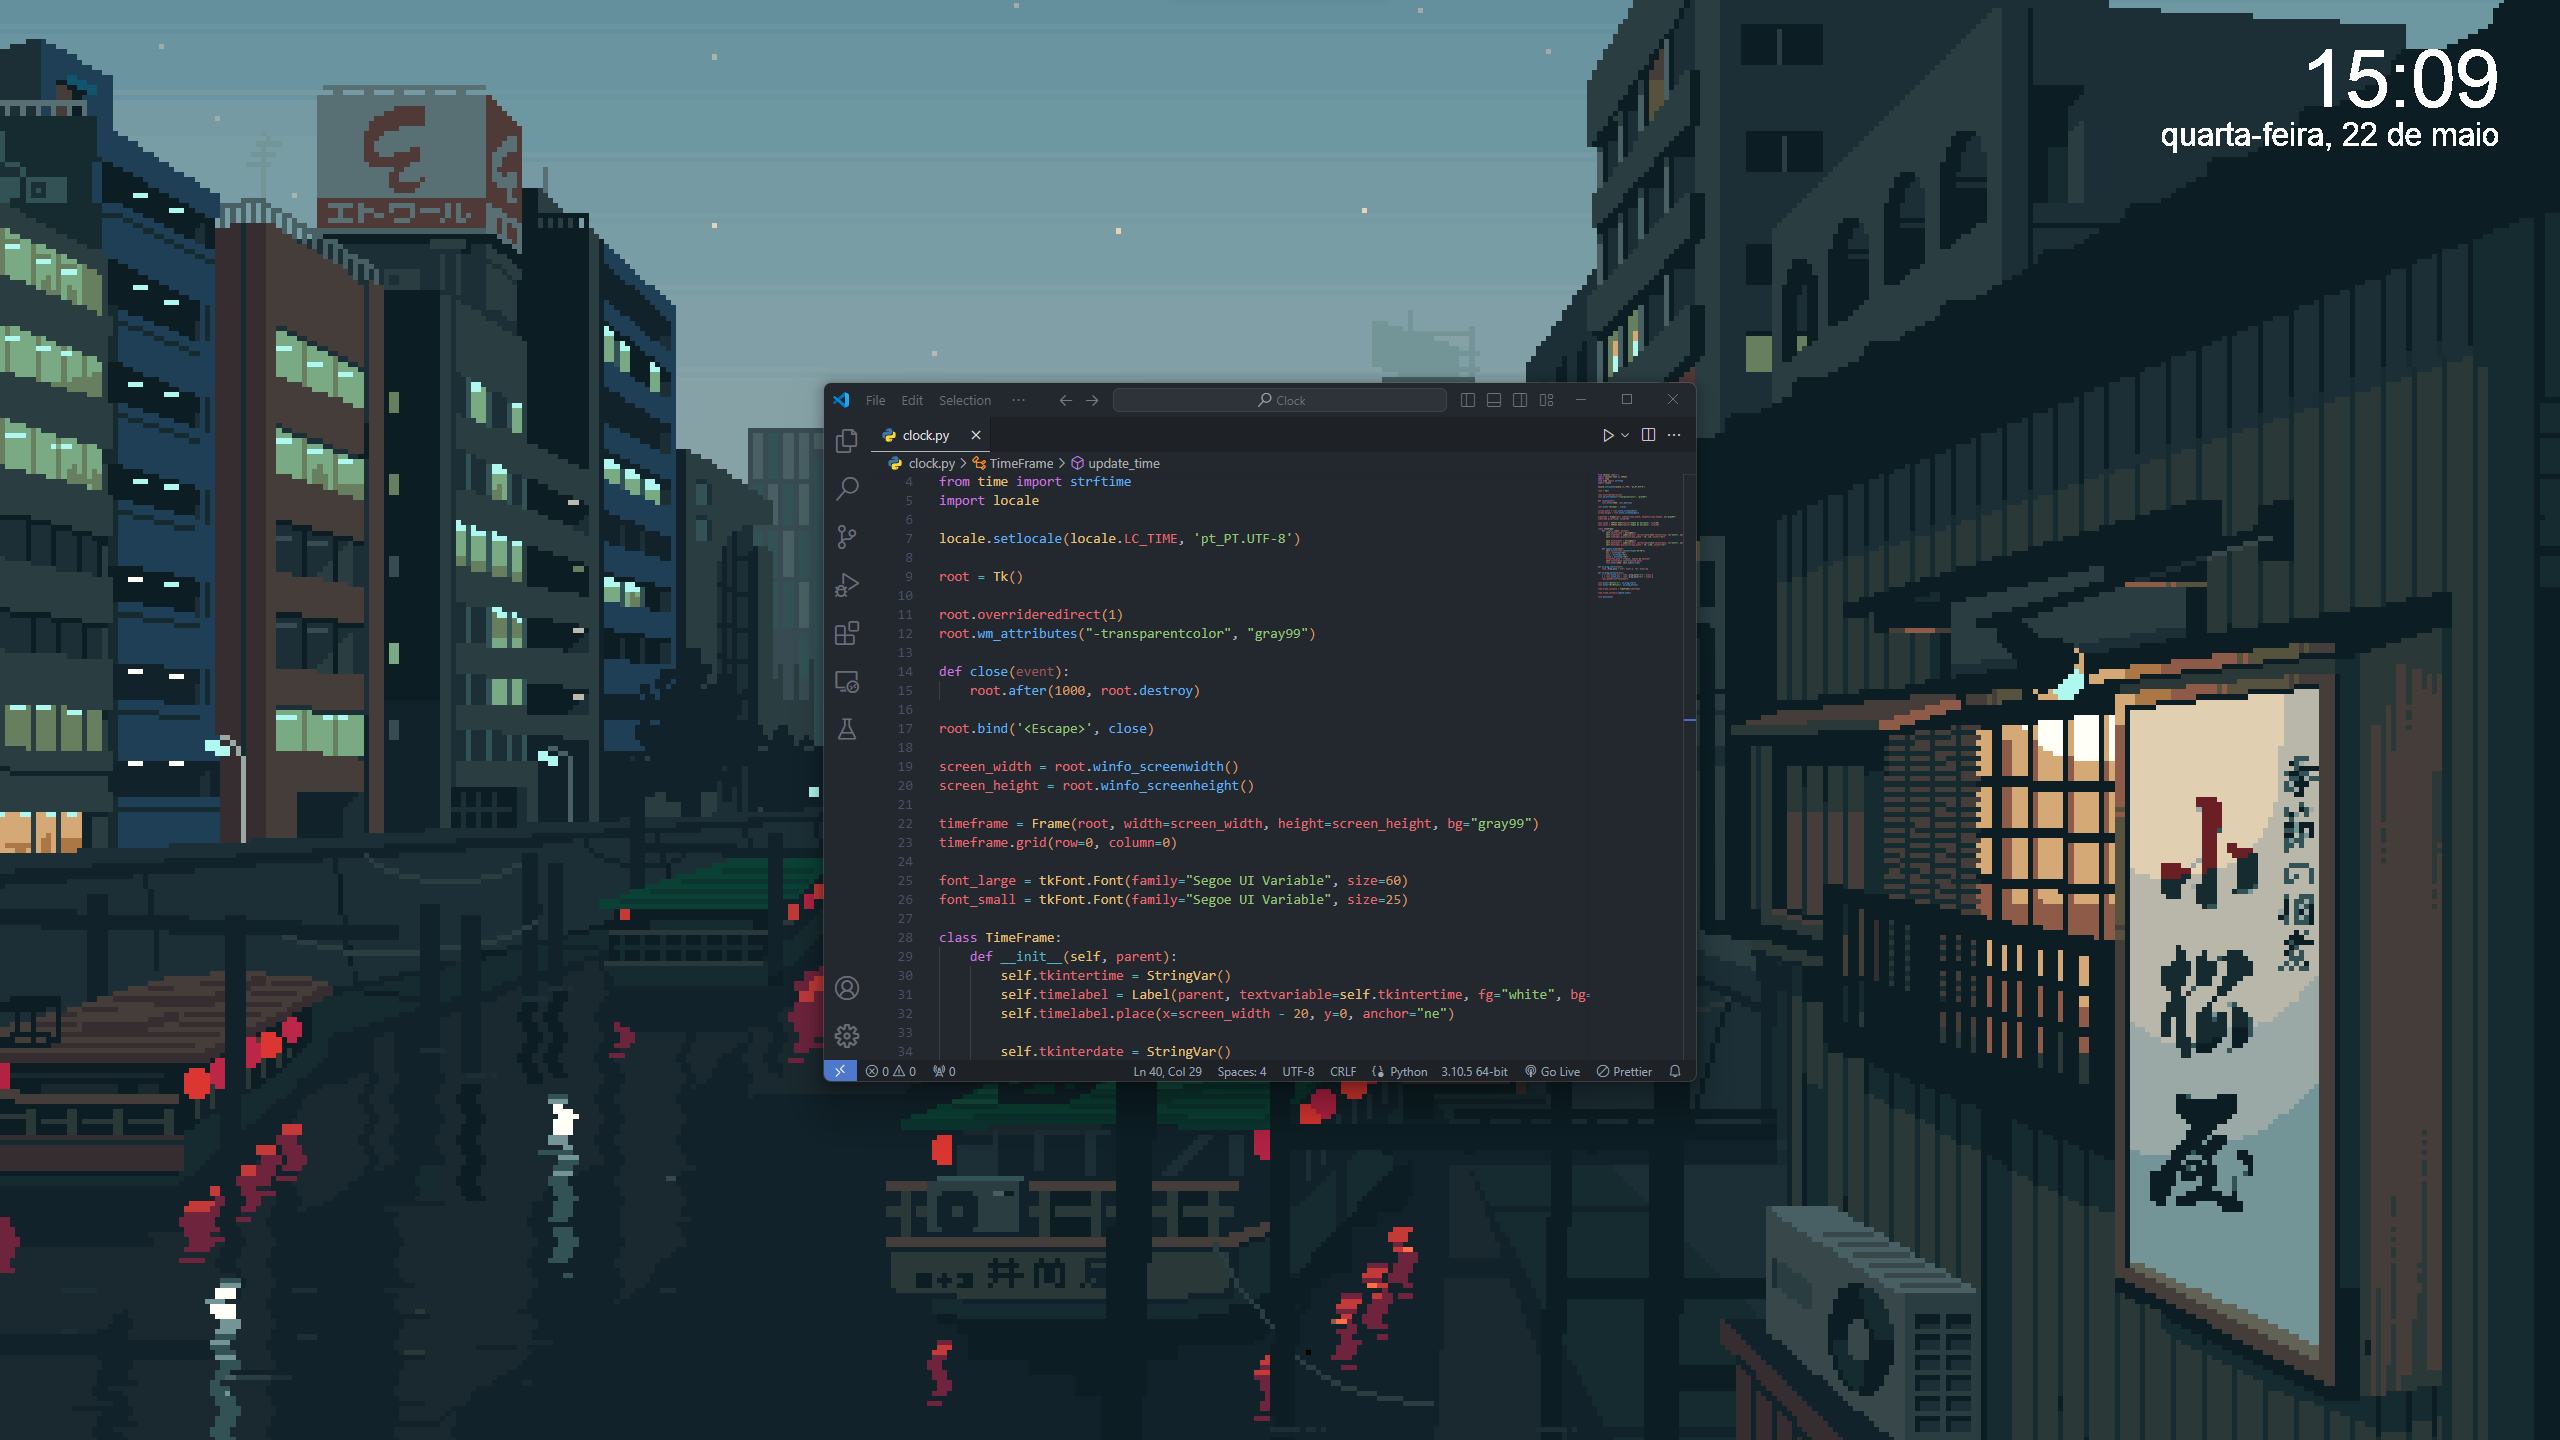 エトワール
15:09
quarta-feira, 22 de maio
File Edit Selection ··· Clock
clock.py
clock.py > TimeFrame > update_time
4 from time import strftime
5 import locale
6
7 locale.setlocale(locale.LC_TIME, 'pt_PT.UTF-8')
8
9 root = Tk()
10
11 root.overrideredirect(1)
12 root.wm_attributes("-transparentcolor", "gray99")
13
14 def close(event):
15 root.after(1000, root.destroy)
16
17 root.bind('<Escape>', close)
18
19 screen_width = root.winfo_screenwidth()
20 screen_height = root.winfo_screenheight()
21
22 timeframe = Frame(root, width=screen_width, height=screen_height, bg="gray99")
23 timeframe.grid(row=0, column=0)
24
25 font_large = tkFont.Font(family="Segoe UI Variable", size=60)
26 font_small = tkFont.Font(family="Segoe UI Variable", size=25)
27
28 class TimeFrame:
29 def __init__(self, parent):
30 self.tkintertime = StringVar()
31 self.timelabel = Label(parent, textvariable=self.tkintertime, fg="white", bg=
32 self.timelabel.place(x=screen_width - 20, y=0, anchor="ne")
33
34 self.tkinterdate = StringVar()
0 0 0 Ln 40, Col 29 Spaces: 4 UTF-8 CRLF Python 3.10.5 64-bit Go Live Prettier
小松屋